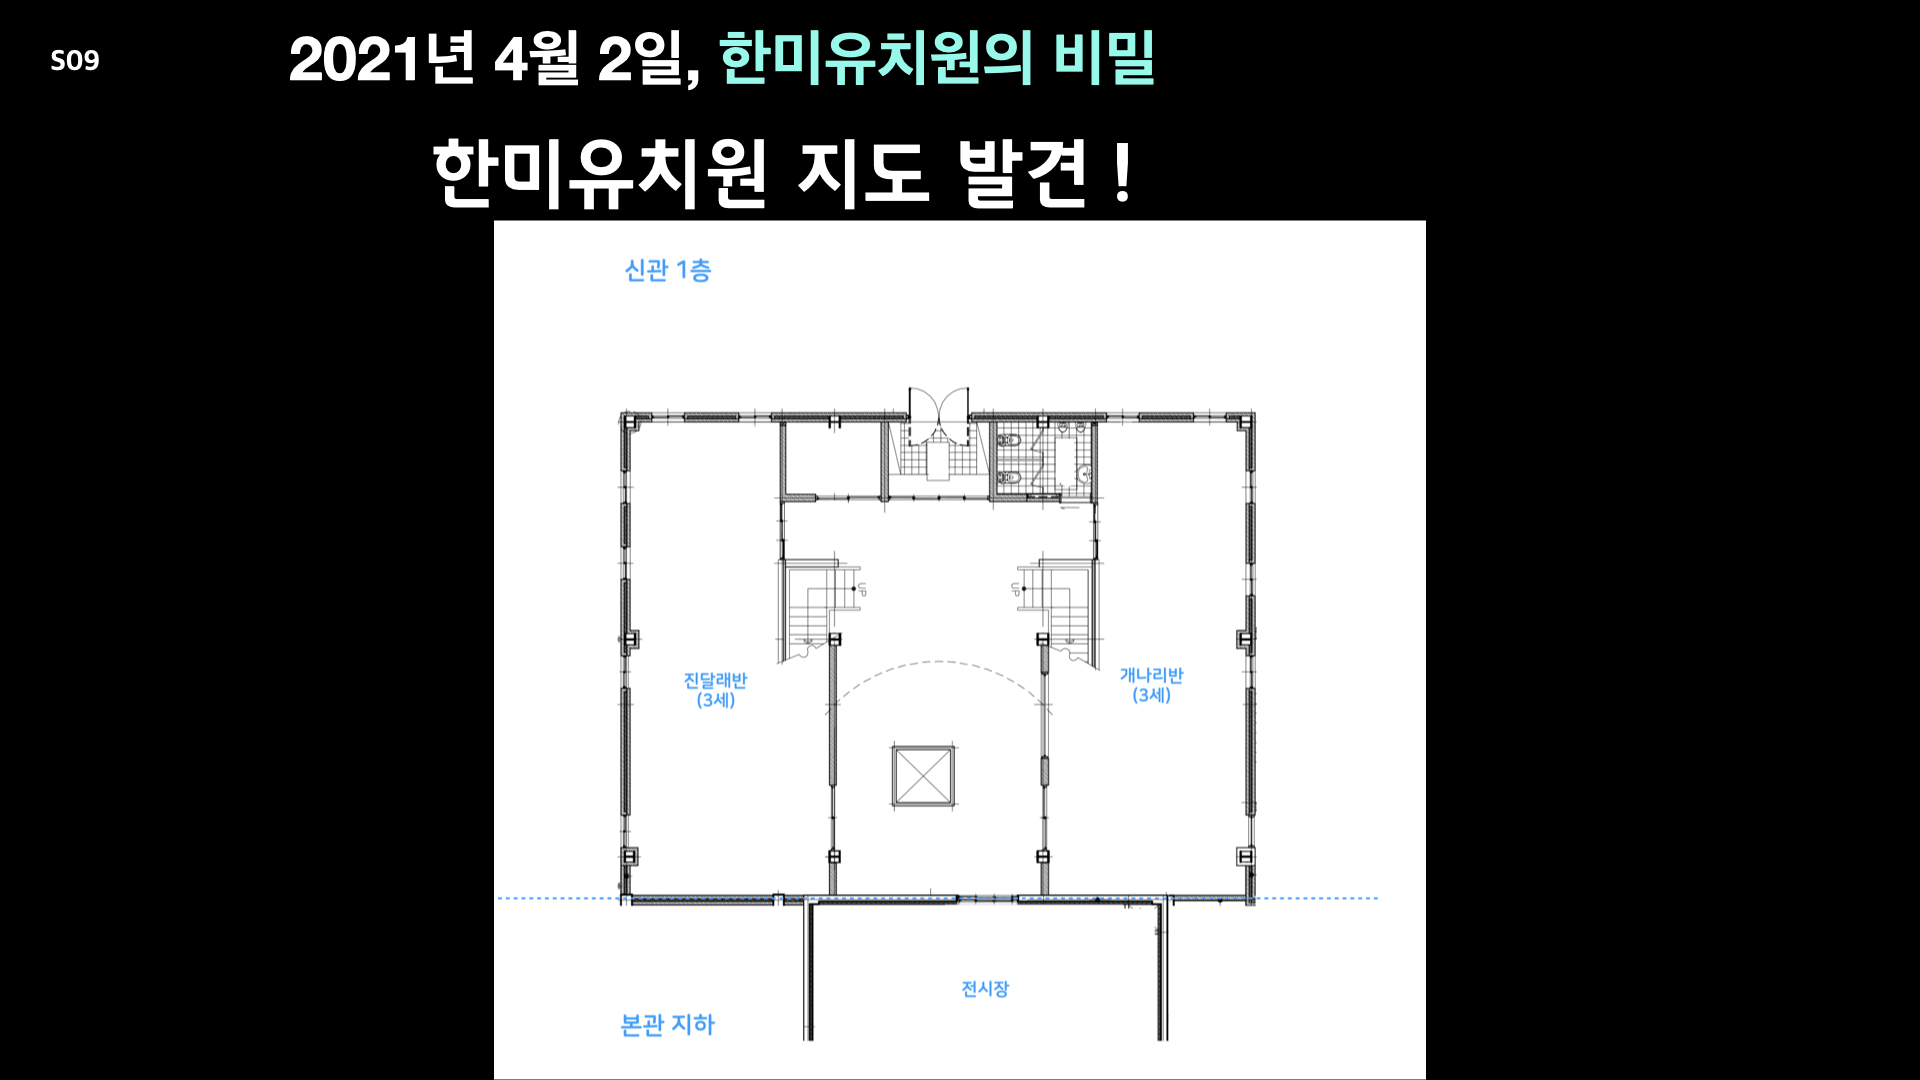 S09
2021년 4월 2일, 한미유치원의 비밀
한미유치원 지도 발견 !
신관 1층
UP
UP
진달래반
(3세)
개나리반
(3세)
전시장
본관 지하